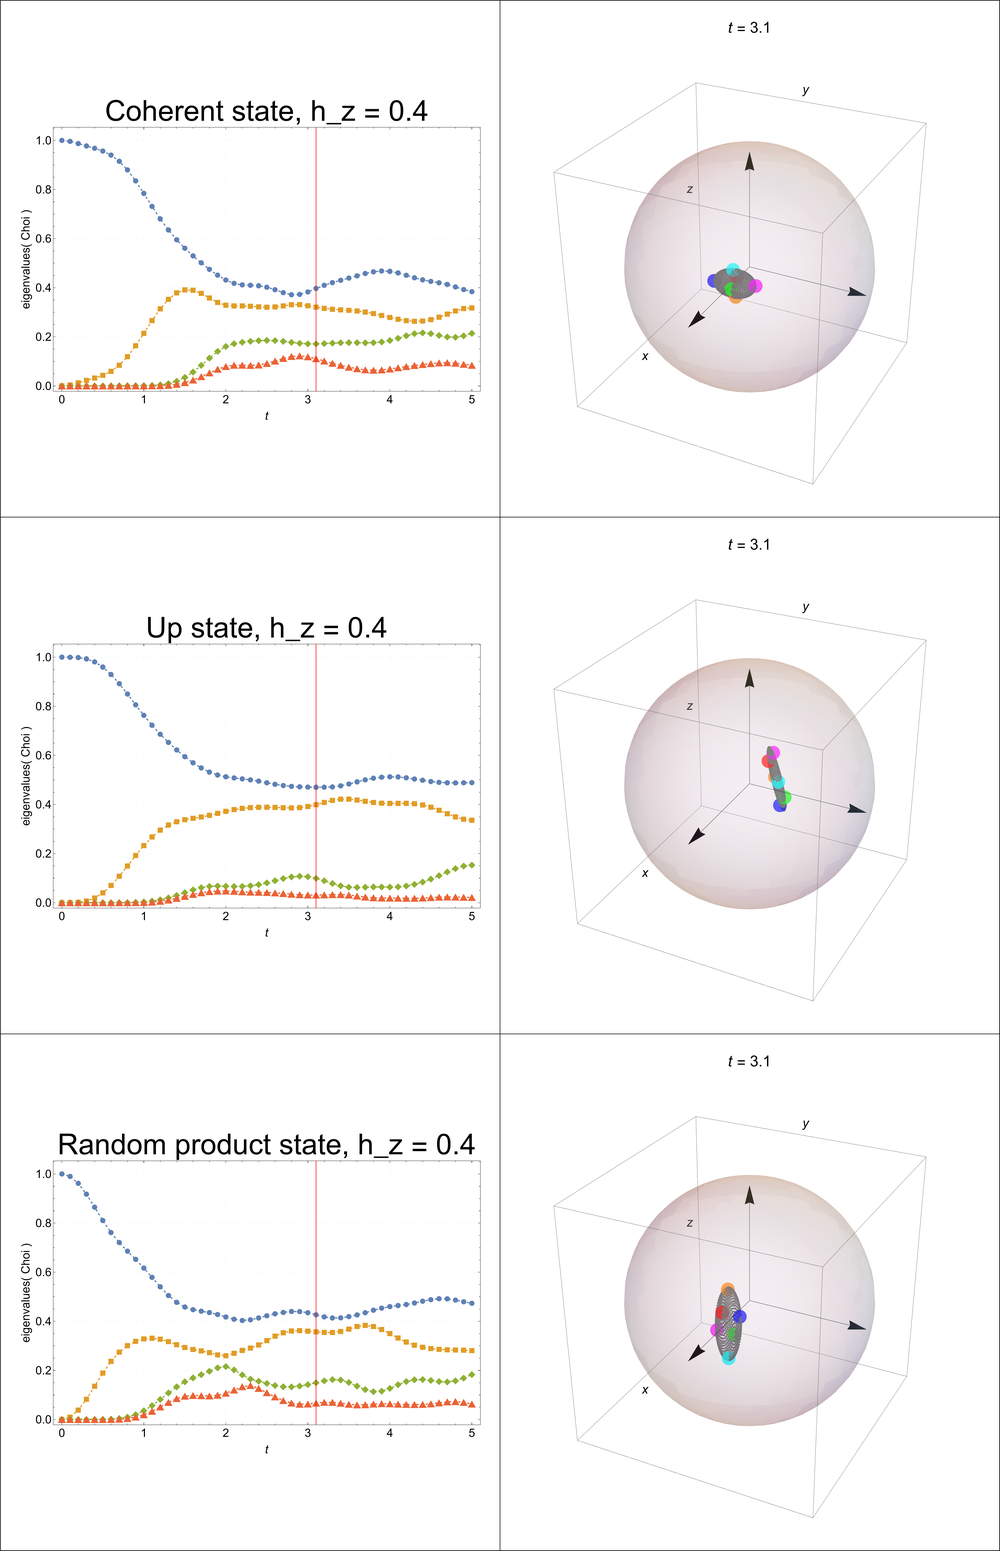 t = 3.1
Coherent state, h_z = 0.4
eigenvalues( Choi )
1.0
0.8
0.6
0.4
0.2
0.0
0 1 2 3 4 5
t
y
z
x
t = 3.1
Up state, h_z = 0.4
eigenvalues( Choi )
1.0
0.8
0.6
0.4
0.2
0.0
0 1 2 3 4 5
t
y
z
x
t = 3.1
Random product state, h_z = 0.4
eigenvalues( Choi )
1.0
0.8
0.6
0.4
0.2
0.0
0 1 2 3 4 5
t
y
z
x